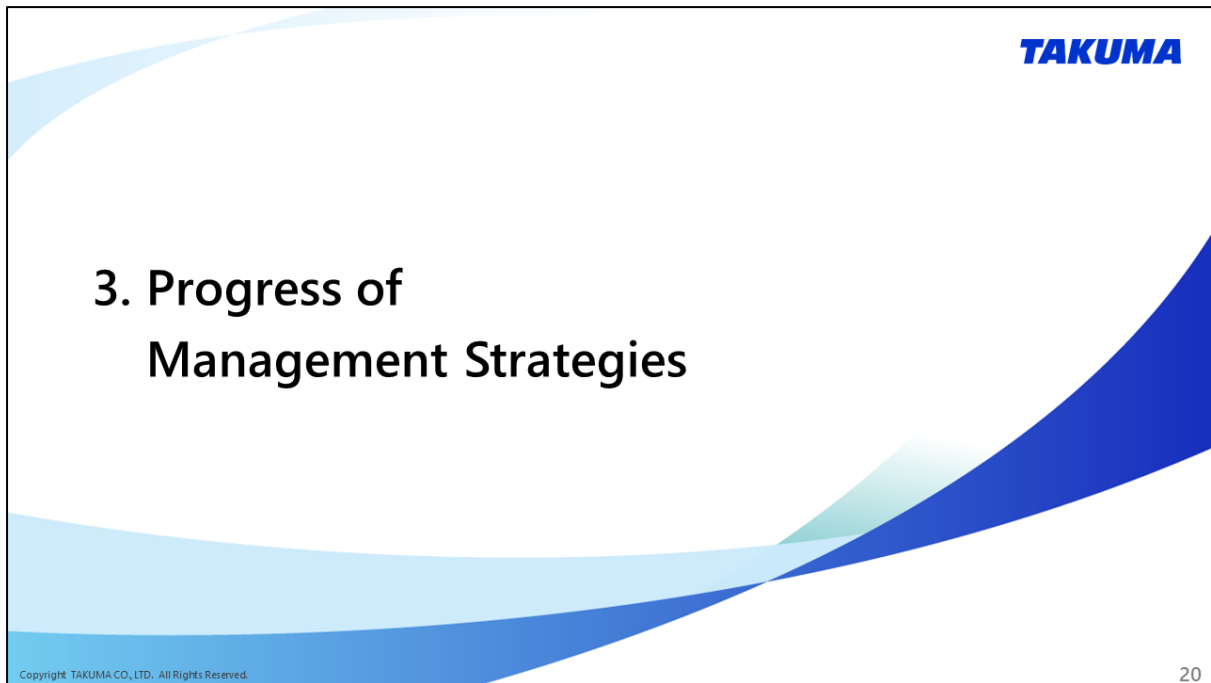 TAKUMA
3. Progress of
Management Strategies
Copyright TAKUMA CO., LTD. All Rights Reserved.
20